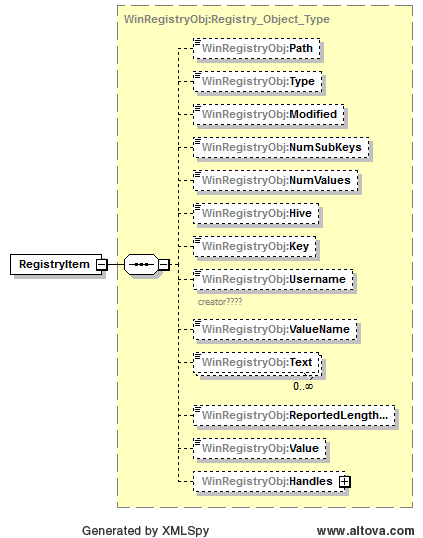 WinRegistryObj:Registry_Object_Type
WinRegistryObj:Path
WinRegistryObj:Type
WinRegistryObj:Modified
WinRegistryObj:NumSubKeys
WinRegistryObj:NumValues
WinRegistryObj:Hive
WinRegistryObj:Key
RegistryItem
WinRegistryObj:Username
creator????
WinRegistryObj:ValueName
WinRegistryObj:Text
0..∞
WinRegistryObj:ReportedLength...
WinRegistryObj:Value
WinRegistryObj:Handles
Generated by XMLSpy
www.altova.com